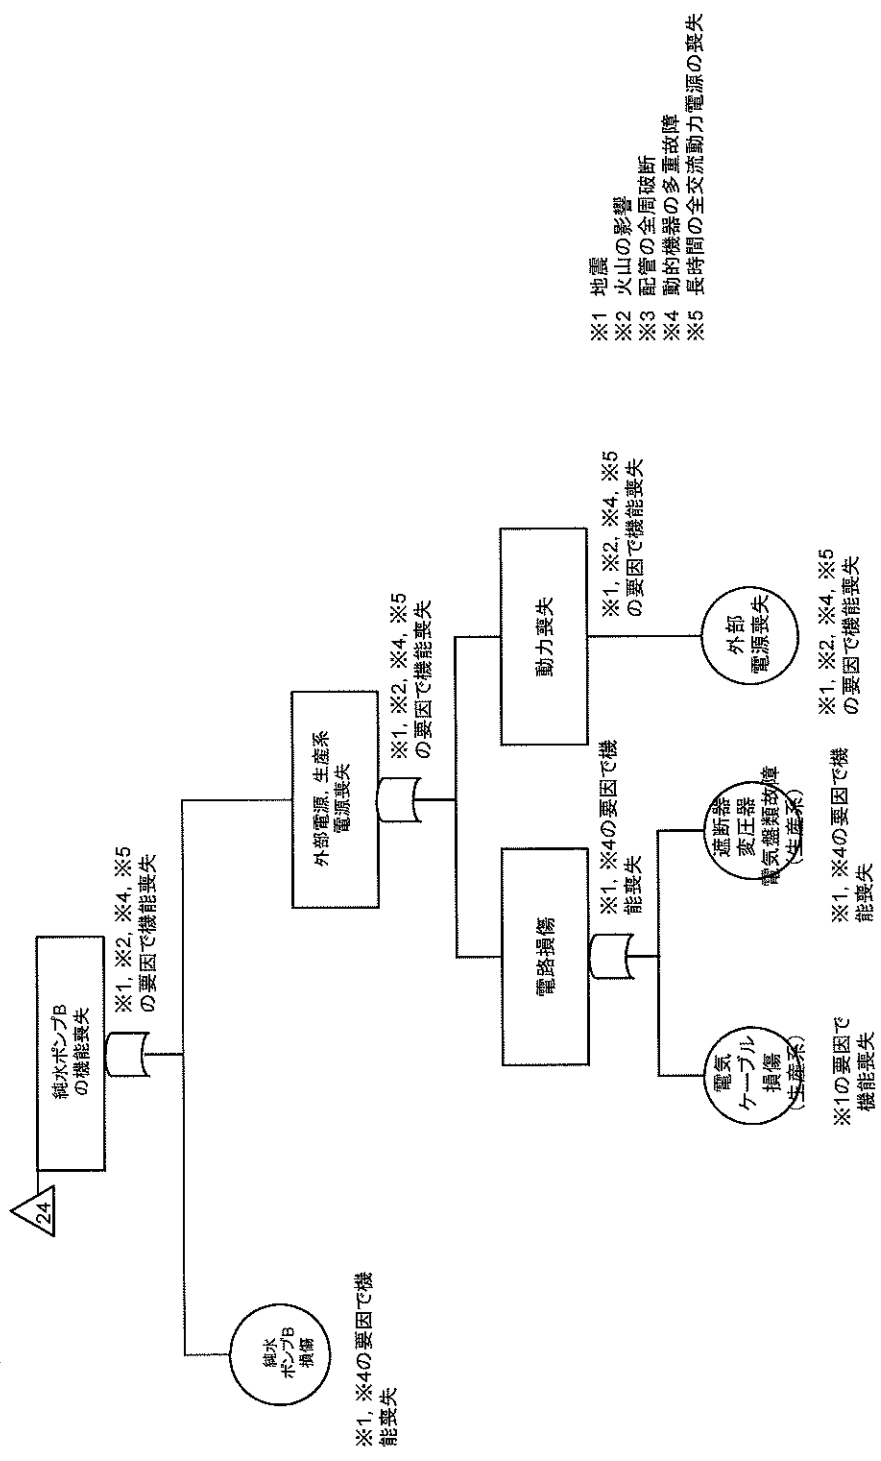 24
純水ポンプB
の機能喪失
※1, ※2, ※4, ※5
の要因で機能喪失
純水
ポンプB
損傷
※1, ※4の要因で機
能喪失
外部電源, 生産系
電源喪失
※1, ※2, ※4, ※5
の要因で機能喪失
電路損傷
※1, ※4の要因で機
能喪失
動力喪失
※1, ※2, ※4, ※5
の要因で機能喪失
電気
ケーブル
損傷
(生産系)
※1の要因で
機能喪失
遮断器
変圧器
電気盤類故障
(生産系)
※1, ※4の要因で機
能喪失
外部
電源喪失
※1, ※2, ※4, ※5
の要因で機能喪失
※1 地震
※2 火山の影響
※3 配管の全周破断
※4 動的機器の多重故障
※5 長時間の全交流動力電源の喪失